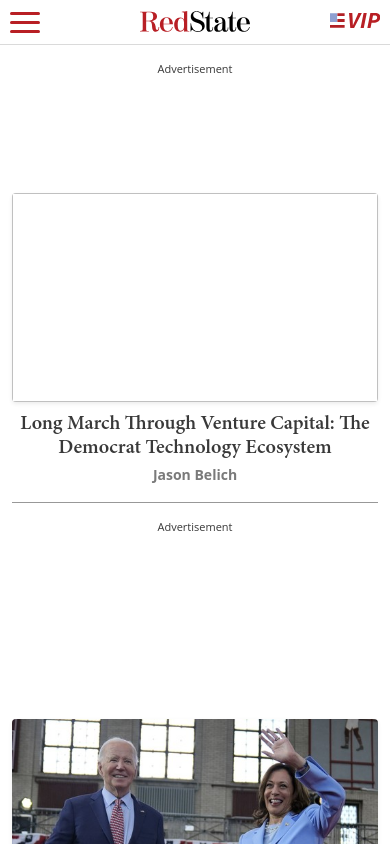 RedState
VIP
Advertisement
Long March Through Venture Capital: The
Democrat Technology Ecosystem
Jason Belich
Advertisement